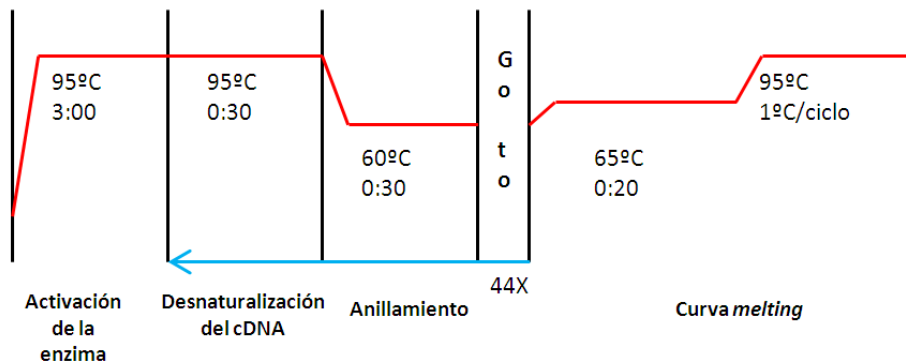 95ºC
3:00
95ºC
0:30
60ºC
0:30
G
o
t
o
65ºC
0:20
95ºC
1ºC/ciclo
44X
Activación
de la
enzima
Desnaturalización
del cDNA
Anillamiento
Curva melting